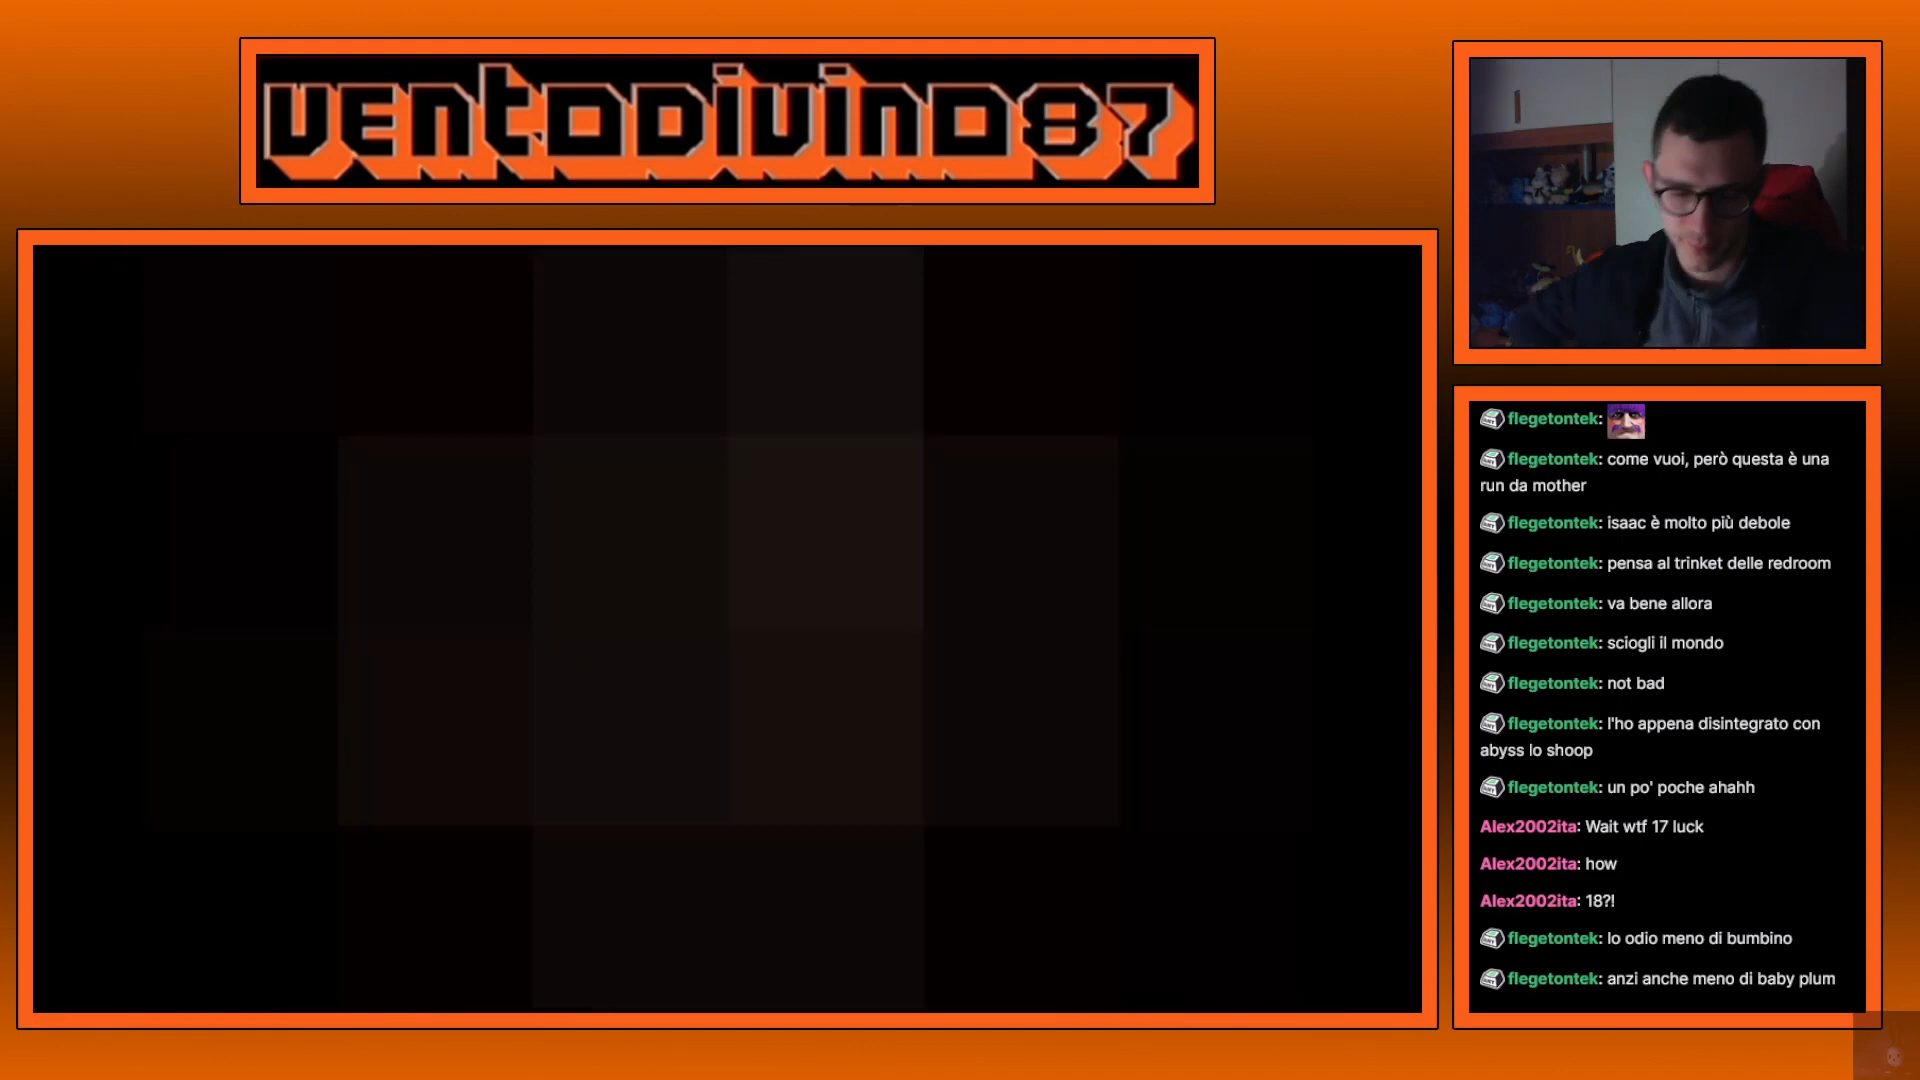 ventodivino87
flegetontek:
flegetontek: come vuoi, però questa è una
run da mother
flegetontek: isaac è molto più debole
flegetontek: pensa al trinket delle redroom
flegetontek: va bene allora
flegetontek: sciogli il mondo
flegetontek: not bad
flegetontek: l'ho appena disintegrato con
abyss lo shoop
flegetontek: un po' poche ahahh
Alex2002ita: Wait wtf 17 luck
Alex2002ita: how
Alex2002ita: 18?!
flegetontek: lo odio meno di bumbino
flegetontek: anzi anche meno di baby plum